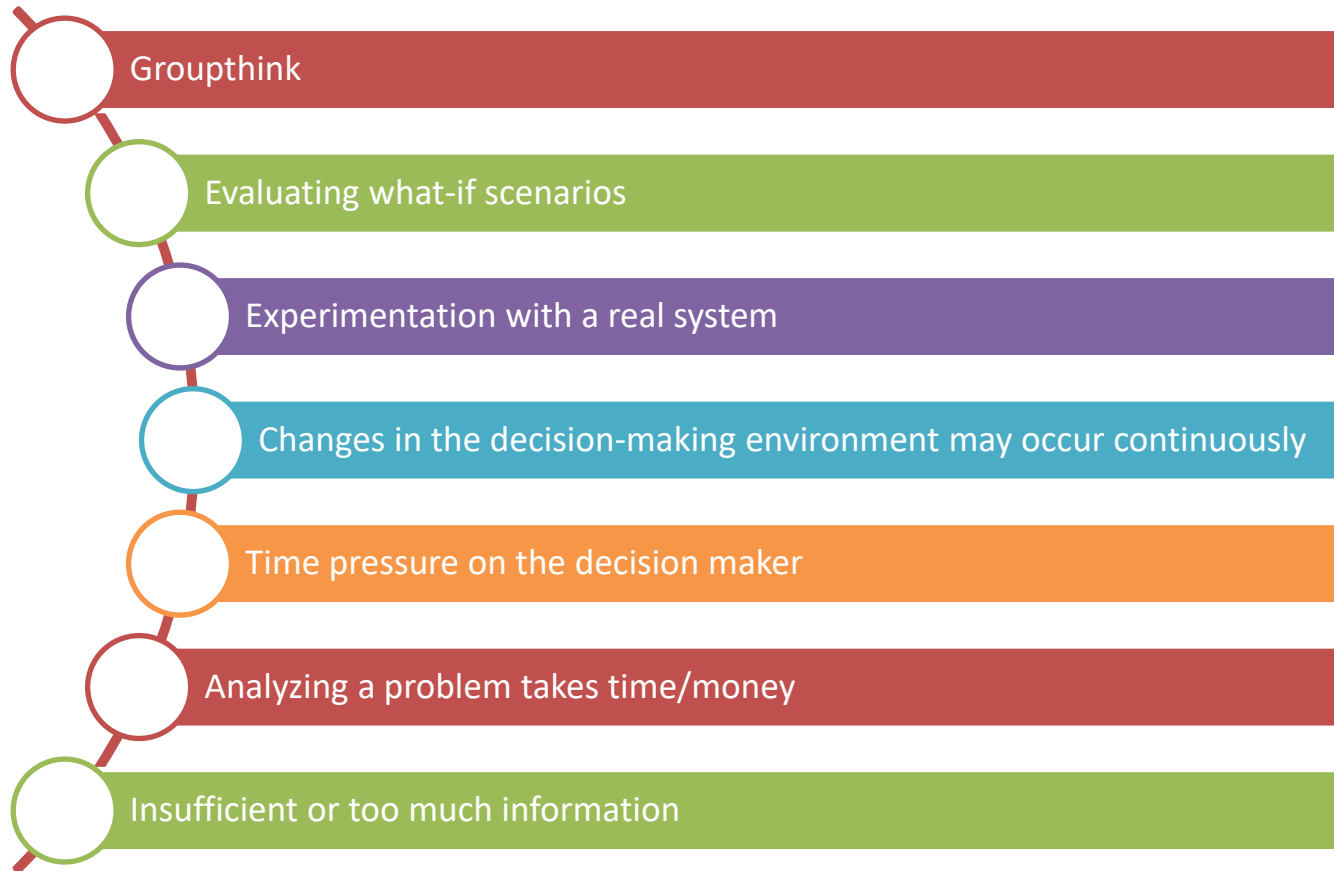 Groupthink
Evaluating what-if scenarios
Experimentation with a real system
Changes in the decision-making environment may occur continuously
Time pressure on the decision maker
Analyzing a problem takes time/money
Insufficient or too much information